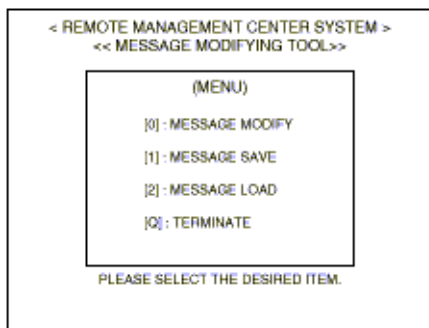 < REMOTE MANAGEMENT CENTER SYSTEM >
<< MESSAGE MODIFYING TOOL>>
(MENU)
[0] : MESSAGE MODIFY
[1] : MESSAGE SAVE
[2] : MESSAGE LOAD
[Q] : TERMINATE
PLEASE SELECT THE DESIRED ITEM.